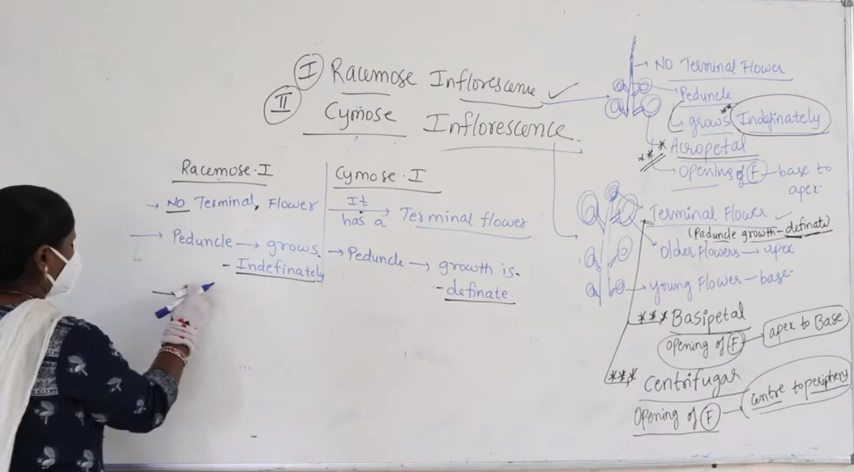 I Racemose Inflorescence
II Cymose Inflorescence
Racemose.I
→ No Terminal Flower
→ Peduncle → grows
- Indefinately
Cymose.I
It has a Terminal flower
→ Peduncle → growth is
- definate
NO Terminal Flower
Peduncle
grows Indefinately
** * Acropetal
Opening of F - base to
apex
Terminal Flower
(Peduncle growth - definate)
Older Flowers → apex
young Flower - base
*** Basipetal
Opening of F apex to Base
*** Centrifugar
Opening of F centre to periphery